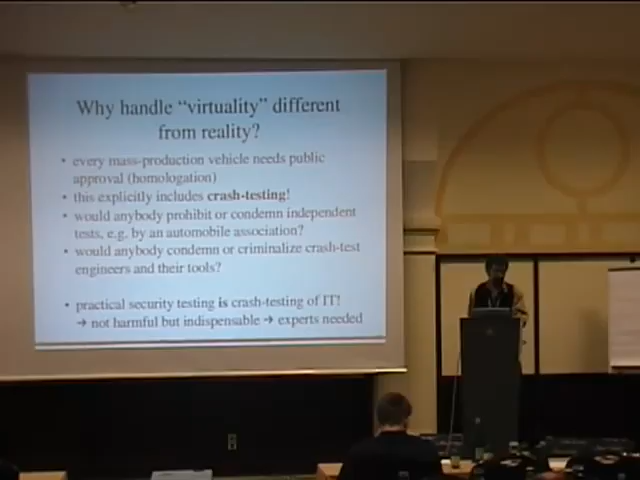 Why handle “virtuality” different
from reality?
• every mass-production vehicle needs public
approval (homologation)
• this explicitly includes crash-testing!
• would anybody prohibit or condemn independent
tests, e.g. by an automobile association?
• would anybody condemn or criminalize crash-test
engineers and their tools?
• practical security testing is crash-testing of IT!
➔ not harmful but indispensable ➔ experts needed